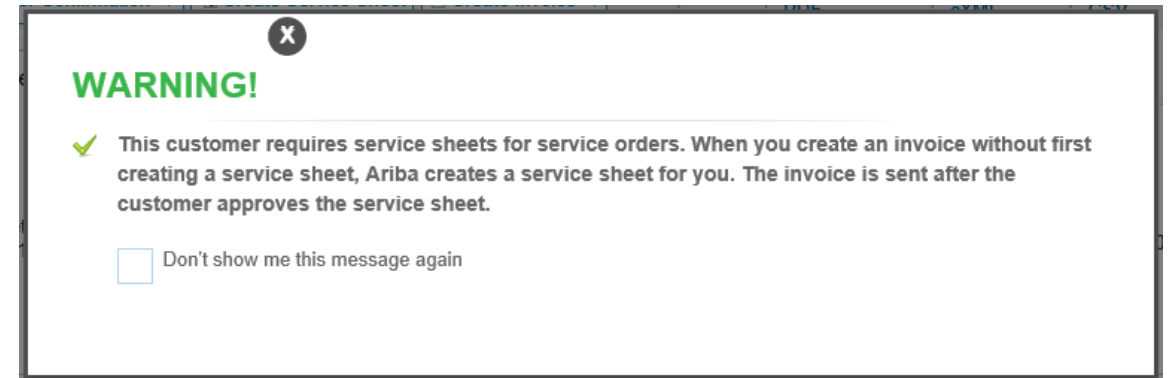 X
WARNING!
This customer requires service sheets for service orders. When you create an invoice without first
creating a service sheet, Ariba creates a service sheet for you. The invoice is sent after the
customer approves the service sheet.
Don't show me this message again